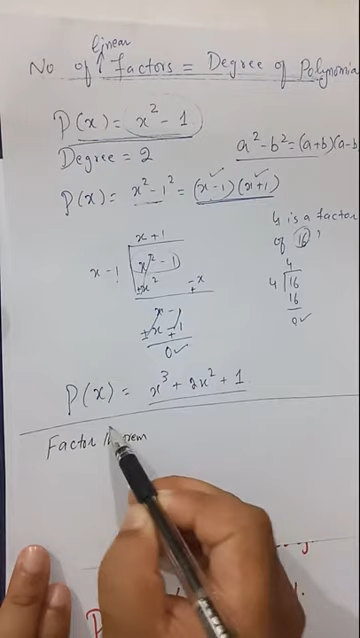 linear
No of ↑ Factors = Degree of Polynomia
P(x) = x² - 1
Degree = 2
a² - b² = (a+b)(a-b
P(x) = x² - 1² = (x-1)(x+1)
4 is a factor
of 16
x + 1
x - 1 x² - 1
x² - x
x - 1
x - 1
0 ✓
4
4 16
16
0 ✓
P(x) = x³ + 2x² + 1
Factor